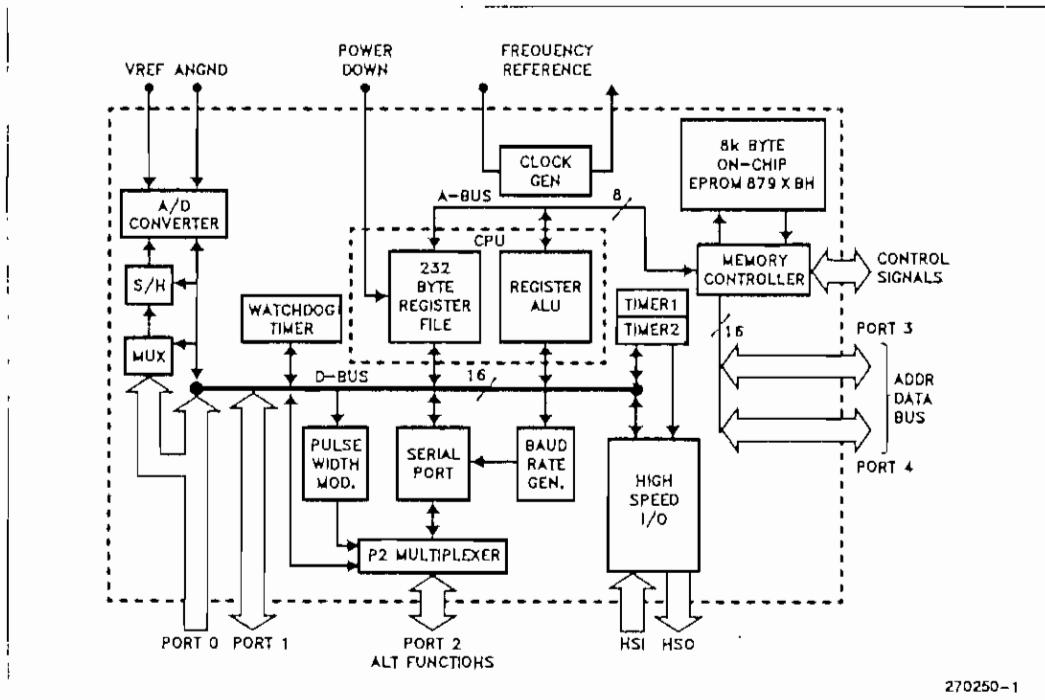 VREF ANGND
POWER
DOWN
FREQUENCY
REFERENCE
CLOCK
GEN
8k BYTE
ON-CHIP
EPROM 879 X BH
A/D
CONVERTER
A-BUS
8
CPU
S/H
232
BYTE
REGISTER
FILE
REGISTER
ALU
MEMORY
CONTROLLER
CONTROL
SIGNALS
WATCHDOG
TIMER
TIMER1
TIMER2
16
PORT 3
MUX
D-BUS
16
ADDR
DATA
BUS
PULSE
WIDTH
MOD.
SERIAL
PORT
BAUD
RATE
GEN.
HIGH
SPEED
I/O
PORT 4
P2 MULTIPLEXER
PORT 0
PORT 1
PORT 2
ALT FUNCTIONS
HSI
HSO
270250-1